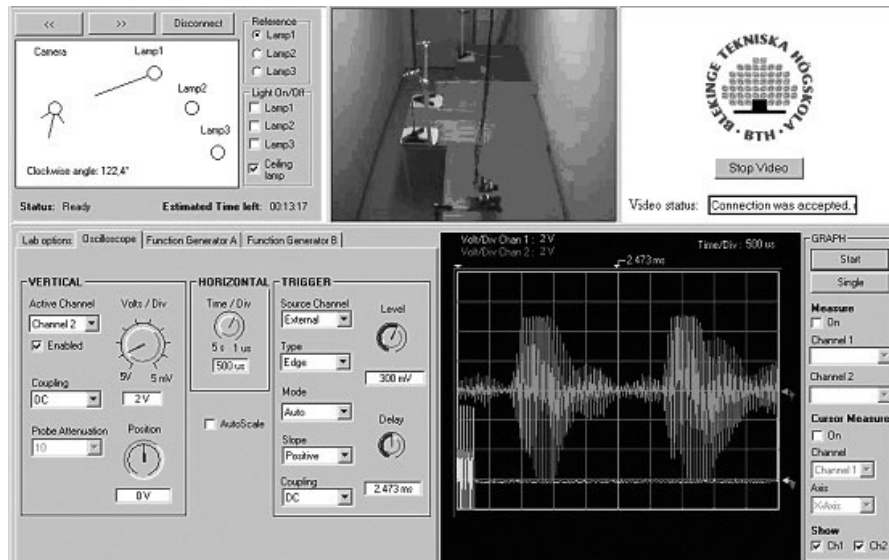 <<
>>
Disconnect
Camera
Lamp1
Lamp2
Lamp3
Clockwise angle: 122,4°
Reference
Lamp1
Lamp2
Lamp3
Light On/Off
Lamp1
Lamp2
Lamp3
Ceiling
lamp
Status: Ready
Estimated Time left: 00:13:17
BLEKINGE TEKNISKA HÖGSKOLA
· BTH ·
Stop Video
Video status: Connection was accepted.
Lab options
Oscilloscope
Function Generator A
Function Generator B
VERTICAL
Active Channel
Channel 2
Enabled
Coupling
DC
Probe Attenuation
10
Volts / Div
5V 5 mV
2 V
Position
0 V
HORIZONTAL
Time / Div
5 s 1 us
500 us
AutoScale
TRIGGER
Source Channel
External
Type
Edge
Mode
Auto
Slope
Positive
Coupling
DC
Level
300 mV
Delay
2.473 ms
Volt/Div Chan 1 : 2 V
Volt/Div Chan 2 : 2 V
Time/Div : 500 us
-2.473 ms
GRAPH
Start
Single
Measure
On
Channel 1
Channel 2
Cursor Measure
On
Channel
Channel 1
Axis
X-Axis
Show
Ch1
Ch2